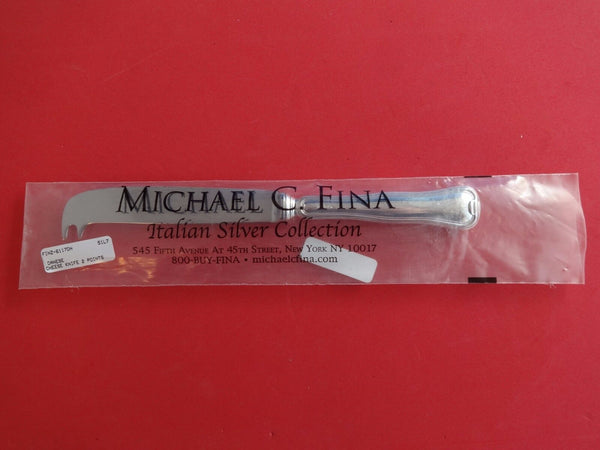 MICHAEL C. FINA
Italian Silver Collection
545 FIFTH AVENUE AT 45TH STREET, NEW YORK NY 10017
800-BUY-FINA • michaelcfina.com
51L7
CHEESE KNIFE 2 POINTS